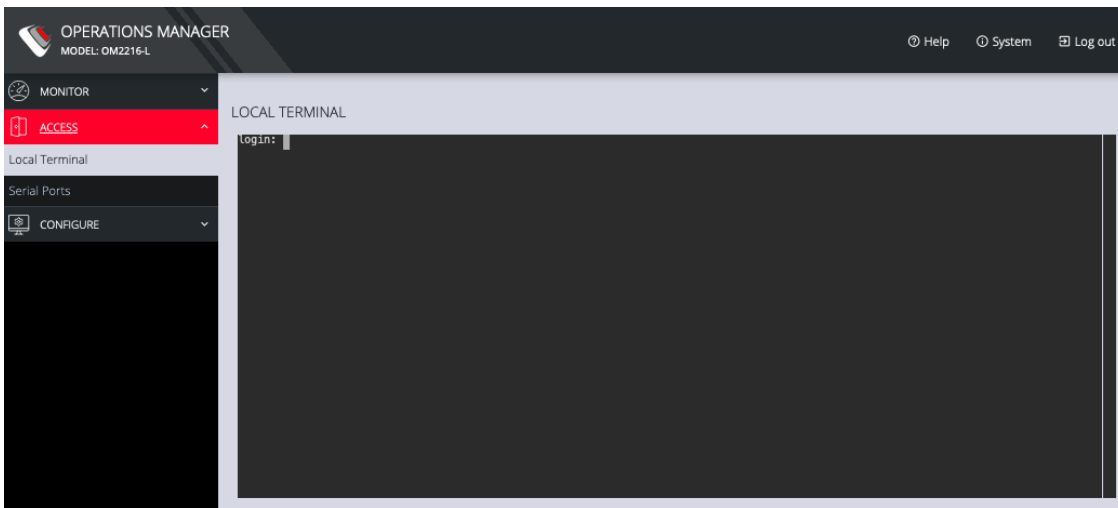 OPERATIONS MANAGER
MODEL: OM2216-L
Help
System
Log out
MONITOR
ACCESS
Local Terminal
Serial Ports
CONFIGURE
LOCAL TERMINAL
login: